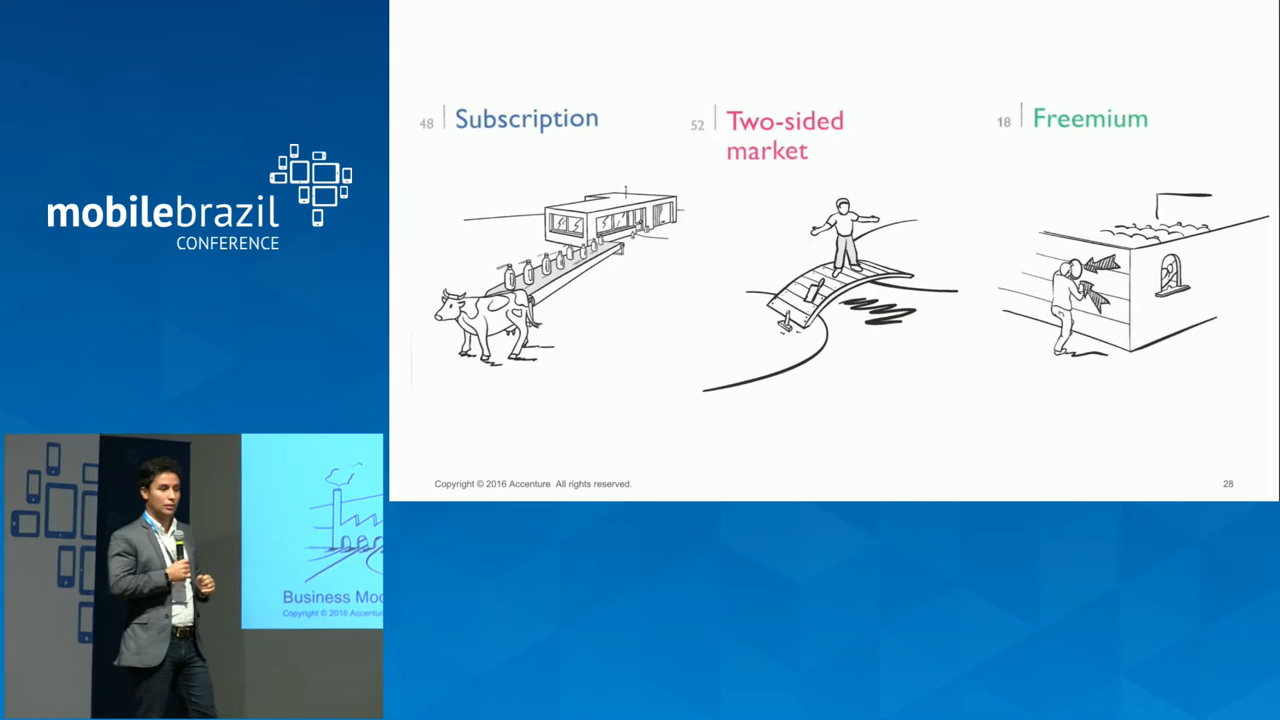 mobilebrazil
CONFERENCE
48 Subscription
52 Two-sided
market
18 Freemium
Copyright © 2016 Accenture All rights reserved.
28
Business Mod
Copyright © 2016 Accenture